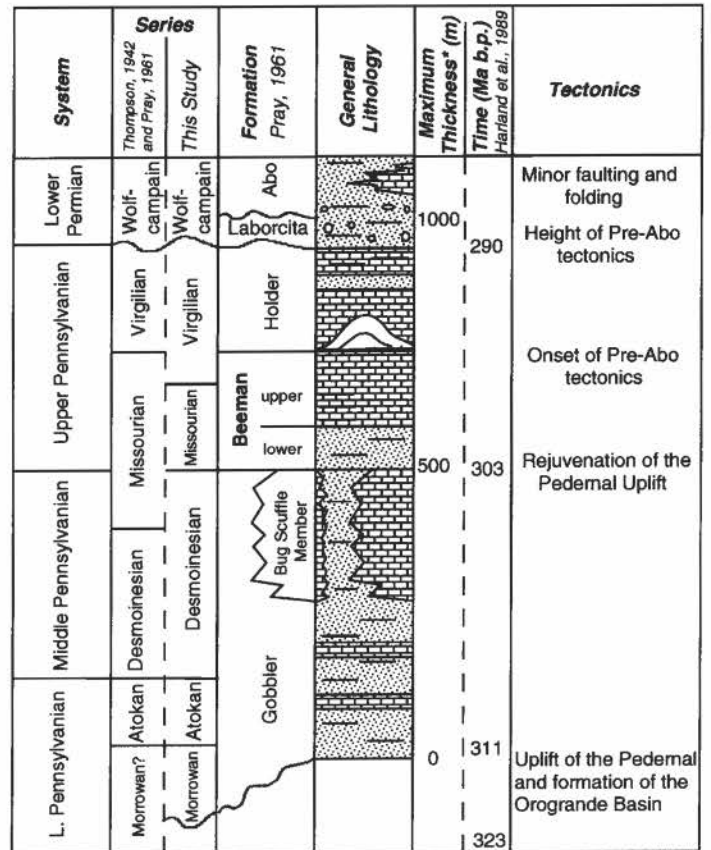 System
Series
Thompson, 1942
and Pray, 1961
This Study
Formation
Pray, 1961
General
Lithology
Maximum
Thickness* (m)
Time (Ma b.p.)
Harland et al., 1989
Tectonics
Lower
Permian
Wolf-
campain
Wolf-
campain
Abo
Laborcita
1000
290
Minor faulting and
folding
Height of Pre-Abo
tectonics
Upper Pennsylvanian
Virgilian
Virgilian
Holder
Onset of Pre-Abo
tectonics
Missourian
Missourian
Beeman
upper
lower
500
303
Rejuvenation of the
Pedernal Uplift
Middle Pennsylvanian
Desmoinesian
Desmoinesian
Bug Scuffle
Member
Gobbler
L. Pennsylvanian
Atokan
Atokan
Morrowan?
Morrowan
0
311
323
Uplift of the Pedernal
and formation of the
Orogrande Basin